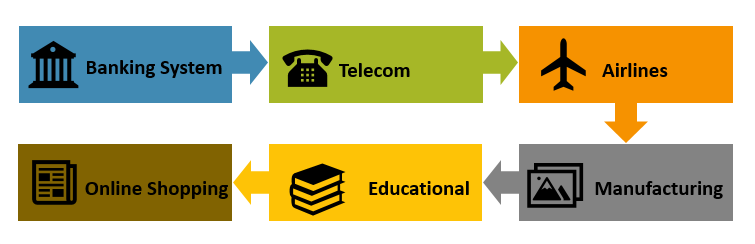 Banking System
Telecom
Airlines
Manufacturing
Educational
Online Shopping